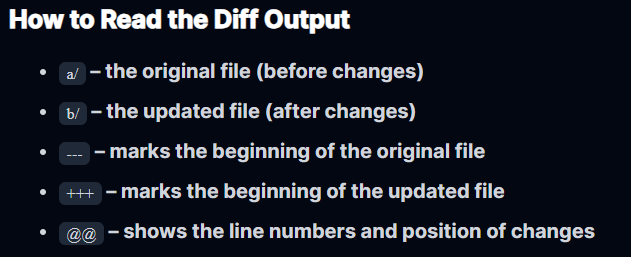 How to Read the Diff Output
• a/ – the original file (before changes)
• b/ – the updated file (after changes)
• --- – marks the beginning of the original file
• +++ – marks the beginning of the updated file
• @@ – shows the line numbers and position of changes